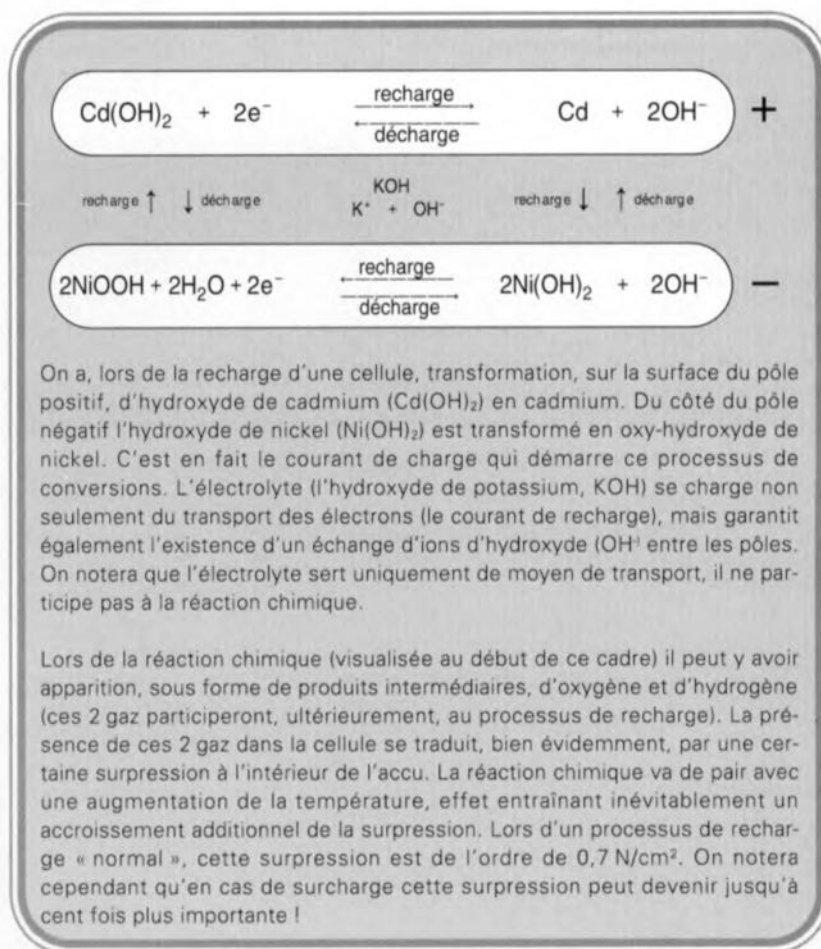 recharge
Cd(OH)₂ + 2e⁻ Cd + 2OH⁻ +
décharge
recharge ↑ ↓ décharge KOH recharge ↓ ↑ décharge
K⁺ + OH⁻
recharge
2NiOOH + 2H₂O + 2e⁻ 2Ni(OH)₂ + 2OH⁻ −
décharge
On a, lors de la recharge d'une cellule, transformation, sur la surface du pôle
positif, d'hydroxyde de cadmium (Cd(OH)₂) en cadmium. Du côté du pôle
négatif l'hydroxyde de nickel (Ni(OH)₂) est transformé en oxy-hydroxyde de
nickel. C'est en fait le courant de charge qui démarre ce processus de
conversions. L'électrolyte (l'hydroxyde de potassium, KOH) se charge non
seulement du transport des électrons (le courant de recharge), mais garantit
également l'existence d'un échange d'ions d'hydroxyde (OH⁻⁾ entre les pôles.
On notera que l'électrolyte sert uniquement de moyen de transport, il ne par-
ticipe pas à la réaction chimique.
Lors de la réaction chimique (visualisée au début de ce cadre) il peut y avoir
apparition, sous forme de produits intermédiaires, d'oxygène et d'hydrogène
(ces 2 gaz participeront, ultérieurement, au processus de recharge). La pré-
sence de ces 2 gaz dans la cellule se traduit, bien évidemment, par une cer-
taine surpression à l'intérieur de l'accu. La réaction chimique va de pair avec
une augmentation de la température, effet entraînant inévitablement un
accroissement additionnel de la surpression. Lors d'un processus de rechar-
ge « normal », cette surpression est de l'ordre de 0,7 N/cm². On notera
cependant qu'en cas de surcharge cette surpression peut devenir jusqu'à
cent fois plus importante !